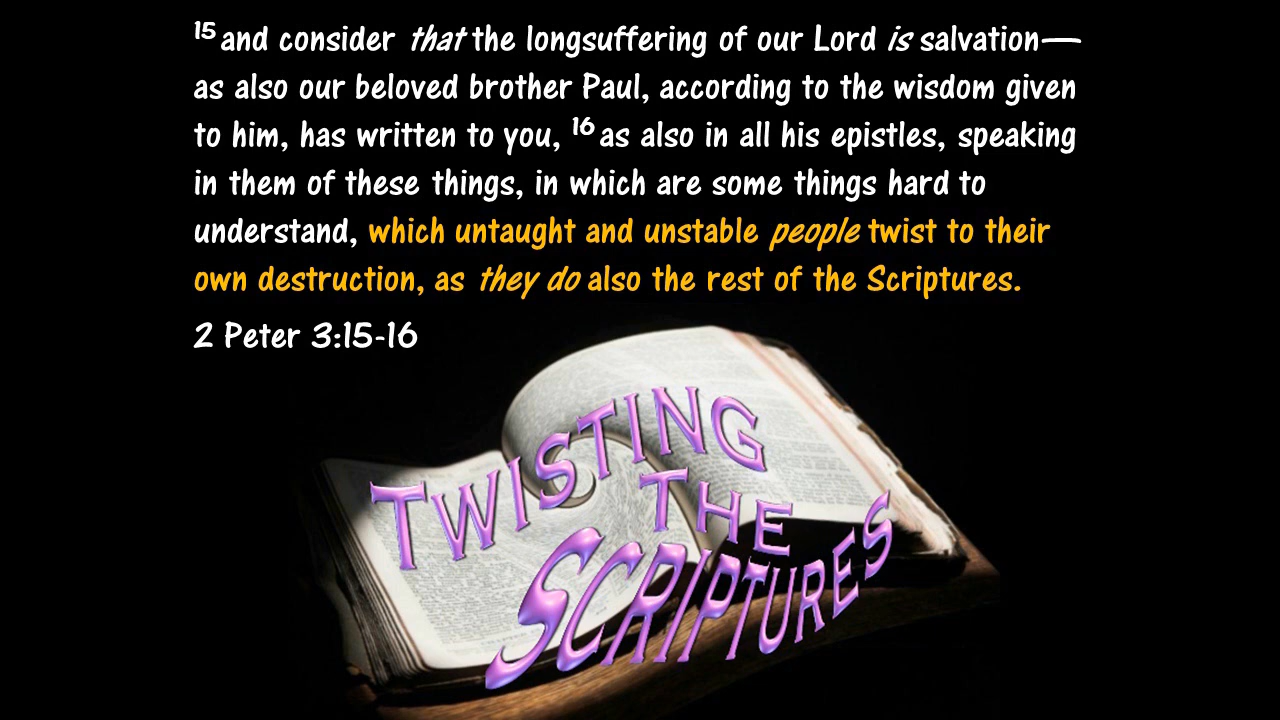 15 and consider that the longsuffering of our Lord is salvation—
as also our beloved brother Paul, according to the wisdom given
to him, has written to you, 16 as also in all his epistles, speaking
in them of these things, in which are some things hard to
understand, which untaught and unstable people twist to their
own destruction, as they do also the rest of the Scriptures.
2 Peter 3:15-16
TWISTING
THE
SCRIPTURES